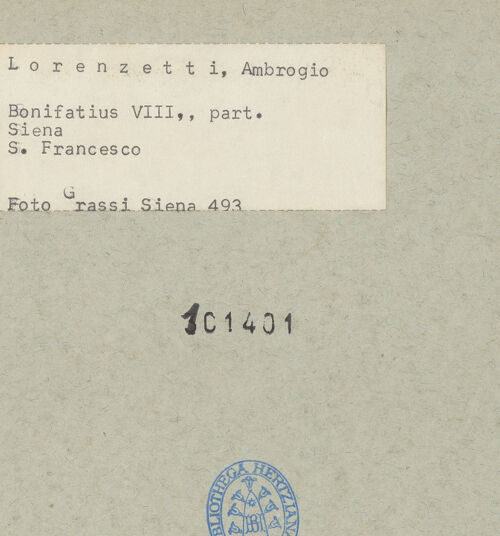 L o r e n z e t t i, Ambrogio
Bonifatius VIII,, part.
Siena
S. Francesco
Foto Grassi Siena 493
101401
BIBLIOTHECA HERTZIANA